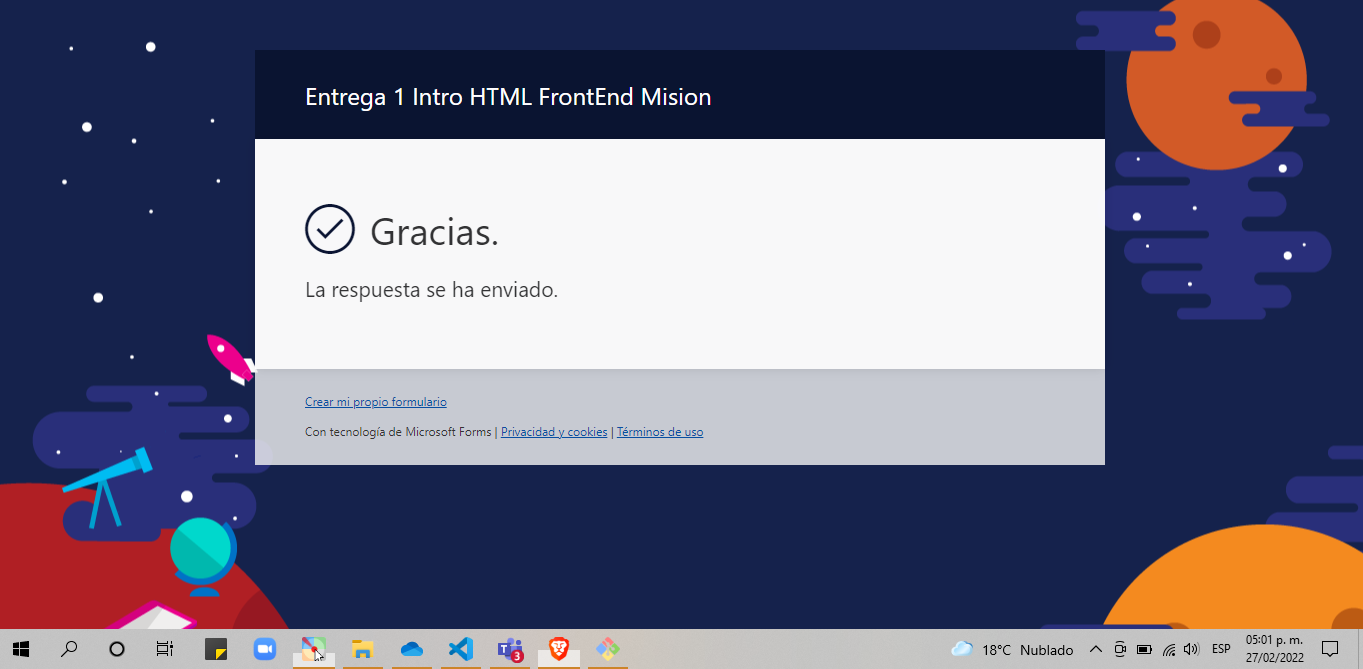 Entrega 1 Intro HTML FrontEnd Mision
Gracias.
La respuesta se ha enviado.
Crear mi propio formulario
Con tecnología de Microsoft Forms | Privacidad y cookies | Términos de uso
T 3
18°C Nublado
ESP
05:01 p. m.
27/02/2022